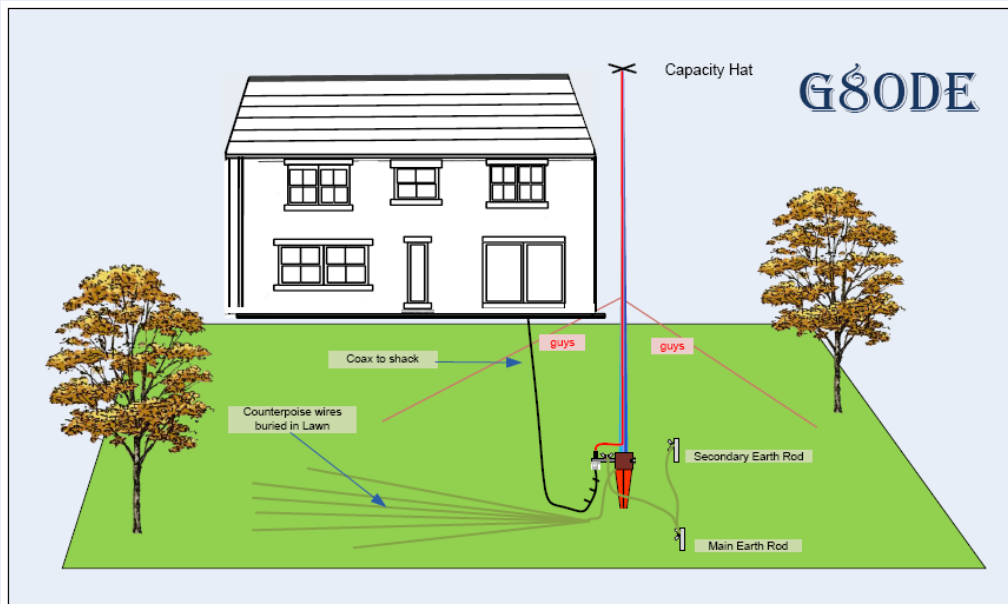 Capacity Hat
G8ODE
guys
guys
Coax to shack
Counterpoise wires
buried in Lawn
Secondary Earth Rod
Main Earth Rod